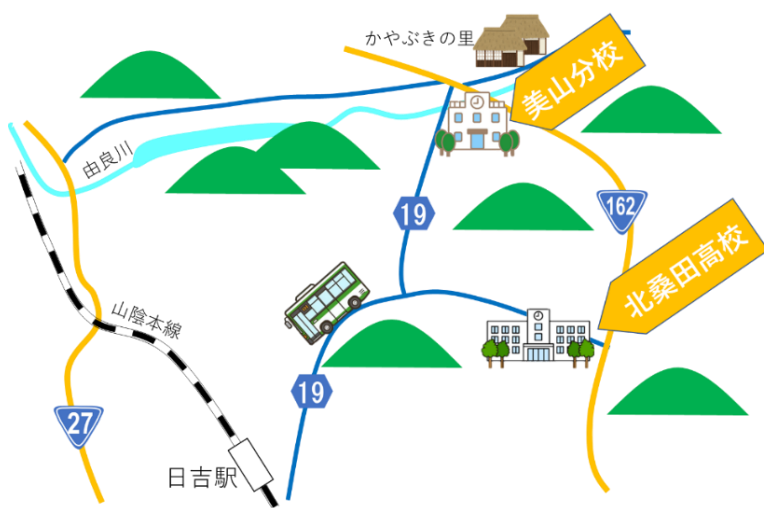 かやぶきの里
美山分校
由良川
162
19
北桑田高校
山陰本線
19
27
日吉駅